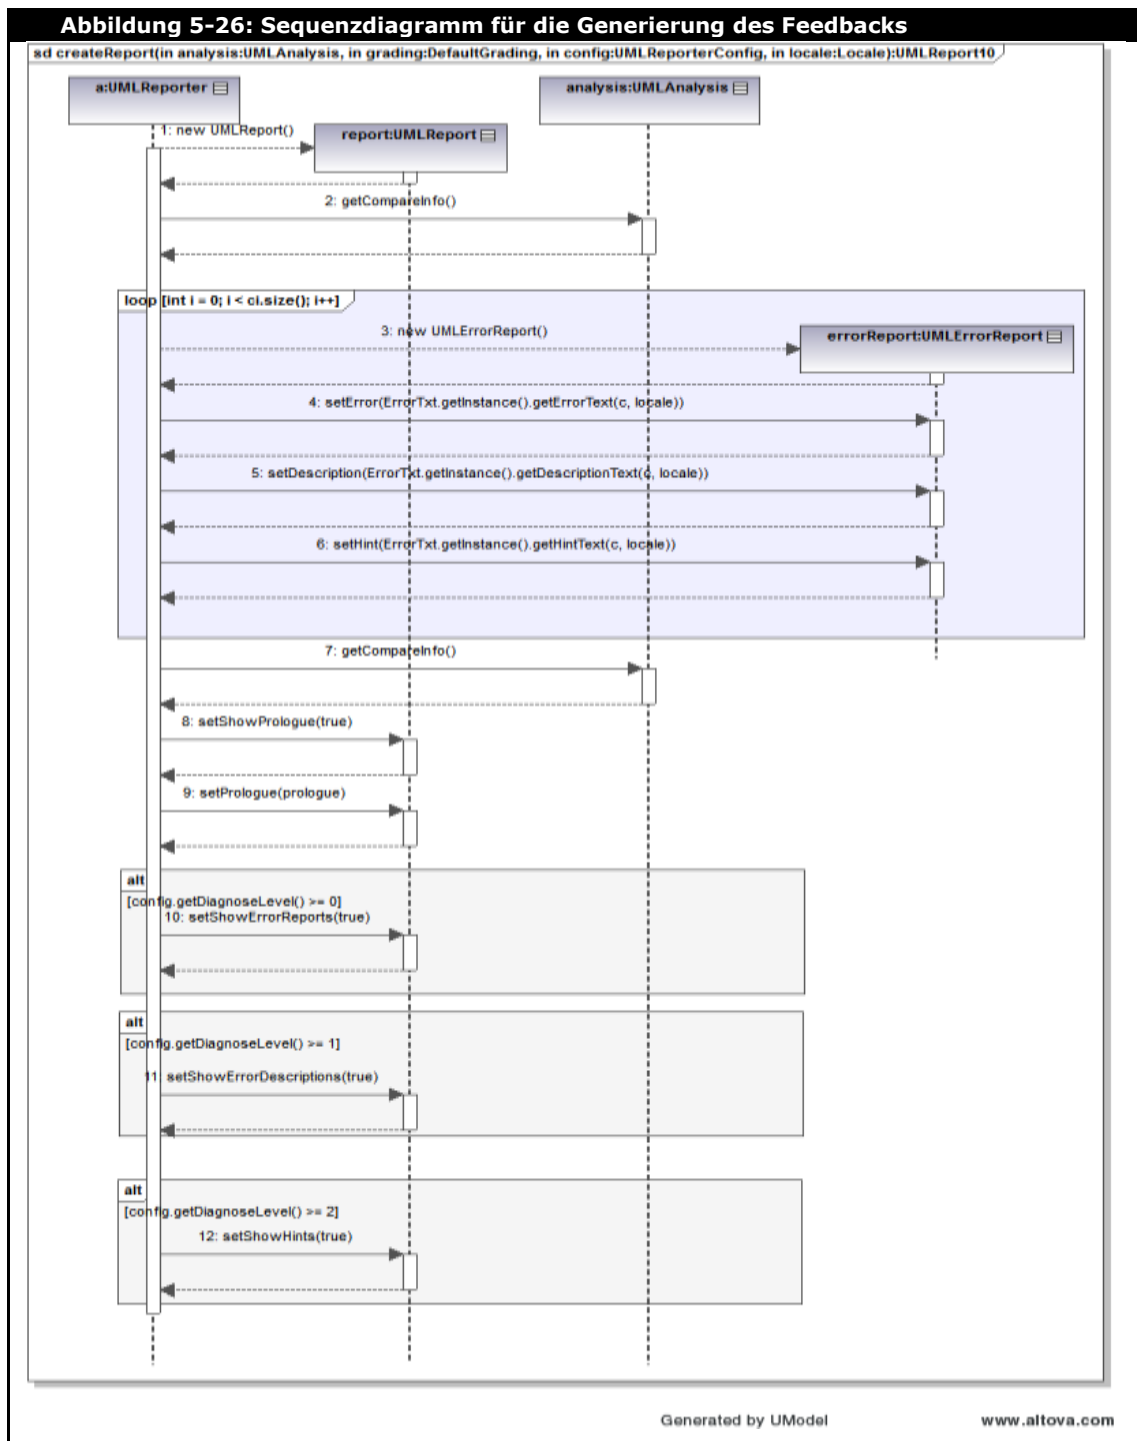 Abbildung 5-26: Sequenzdiagramm für die Generierung des Feedbacks
sd createReport(in analysis:UMLAnalysis, in grading:DefaultGrading, in config:UMLReporterConfig, in locale:Locale):UMLReport10
a:UMLReporter
analysis:UMLAnalysis
1: new UMLReport()
report:UMLReport
2: getCompareInfo()
loop [int i = 0; i < ci.size(); i++]
3: new UMLErrorReport()
errorReport:UMLErrorReport
4: setError(ErrorTxt.getInstance().getErrorText(c, locale))
5: setDescription(ErrorTxt.getInstance().getDescriptionText(c, locale))
6: setHint(ErrorTxt.getInstance().getHintText(c, locale))
7: getCompareInfo()
8: setShowPrologue(true)
9: setPrologue(prologue)
alt
[config.getDiagnoseLevel() >= 0]
10: setShowErrorReports(true)
alt
[config.getDiagnoseLevel() >= 1]
11: setShowErrorDescriptions(true)
alt
[config.getDiagnoseLevel() >= 2]
12: setShowHints(true)
Generated by UModel
www.altova.com